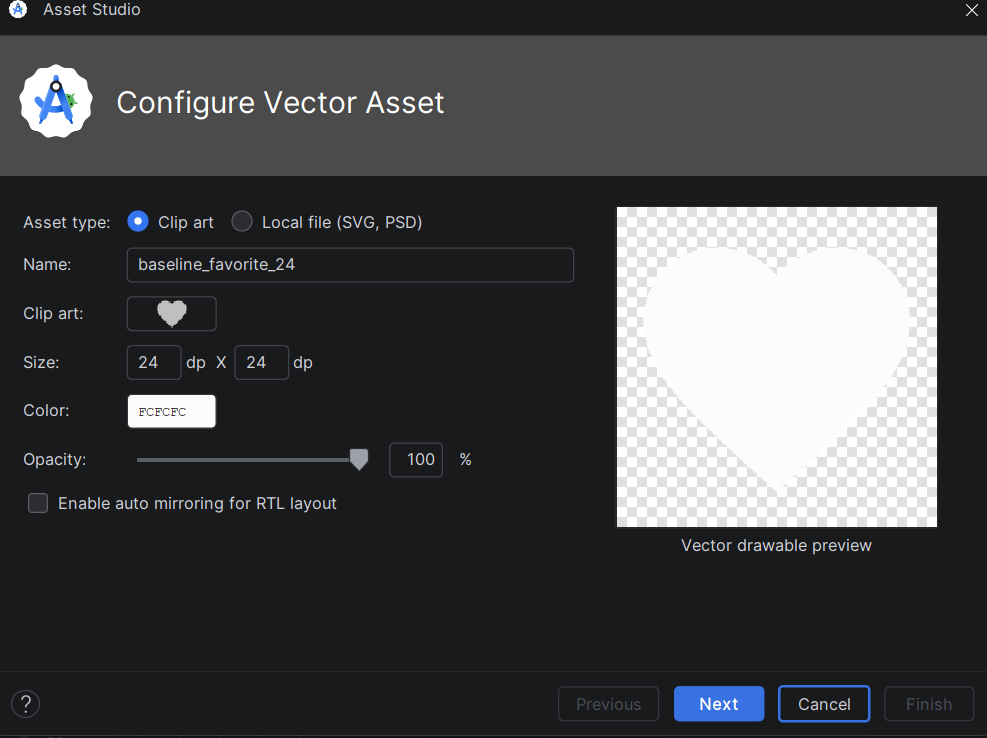 Asset Studio
Configure Vector Asset
Asset type: Clip art Local file (SVG, PSD)
Name: baseline_favorite_24
Clip art:
Size: 24 dp X 24 dp
Color: FCFCFC
Opacity: 100 %
Enable auto mirroring for RTL layout
Vector drawable preview
? Previous Next Cancel Finish